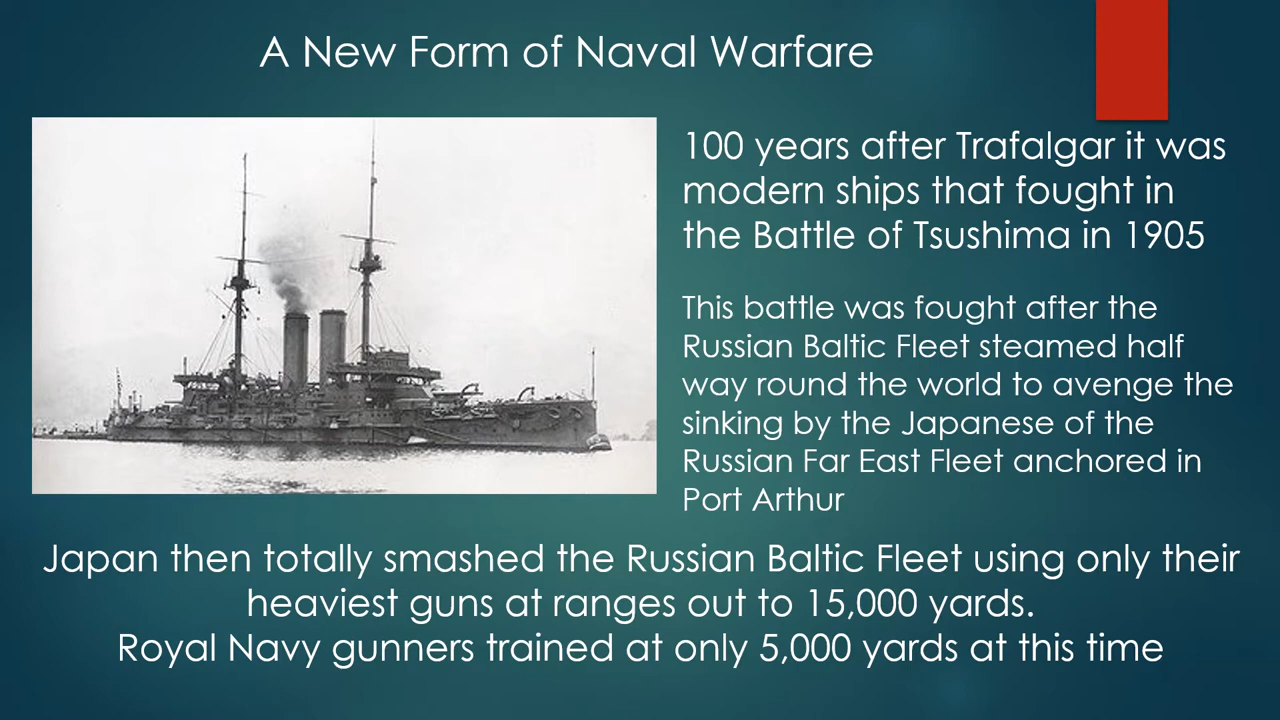 A New Form of Naval Warfare
100 years after Trafalgar it was
modern ships that fought in
the Battle of Tsushima in 1905
This battle was fought after the
Russian Baltic Fleet steamed half
way round the world to avenge the
sinking by the Japanese of the
Russian Far East Fleet anchored in
Port Arthur
Japan then totally smashed the Russian Baltic Fleet using only their
heaviest guns at ranges out to 15,000 yards.
Royal Navy gunners trained at only 5,000 yards at this time